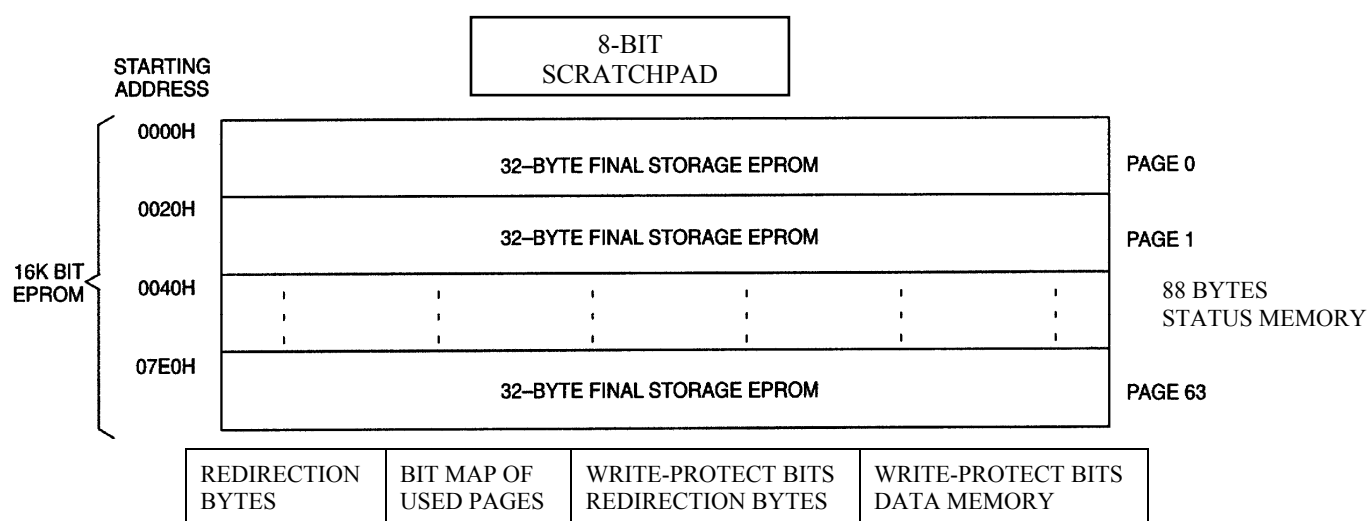 8-BIT
SCRATCHPAD
STARTING
ADDRESS
0000H
32–BYTE FINAL STORAGE EPROM
PAGE 0
0020H
32–BYTE FINAL STORAGE EPROM
PAGE 1
16K BIT
EPROM
0040H
88 BYTES
STATUS MEMORY
07E0H
32–BYTE FINAL STORAGE EPROM
PAGE 63
REDIRECTION
BYTES
BIT MAP OF
USED PAGES
WRITE-PROTECT BITS
REDIRECTION BYTES
WRITE-PROTECT BITS
DATA MEMORY